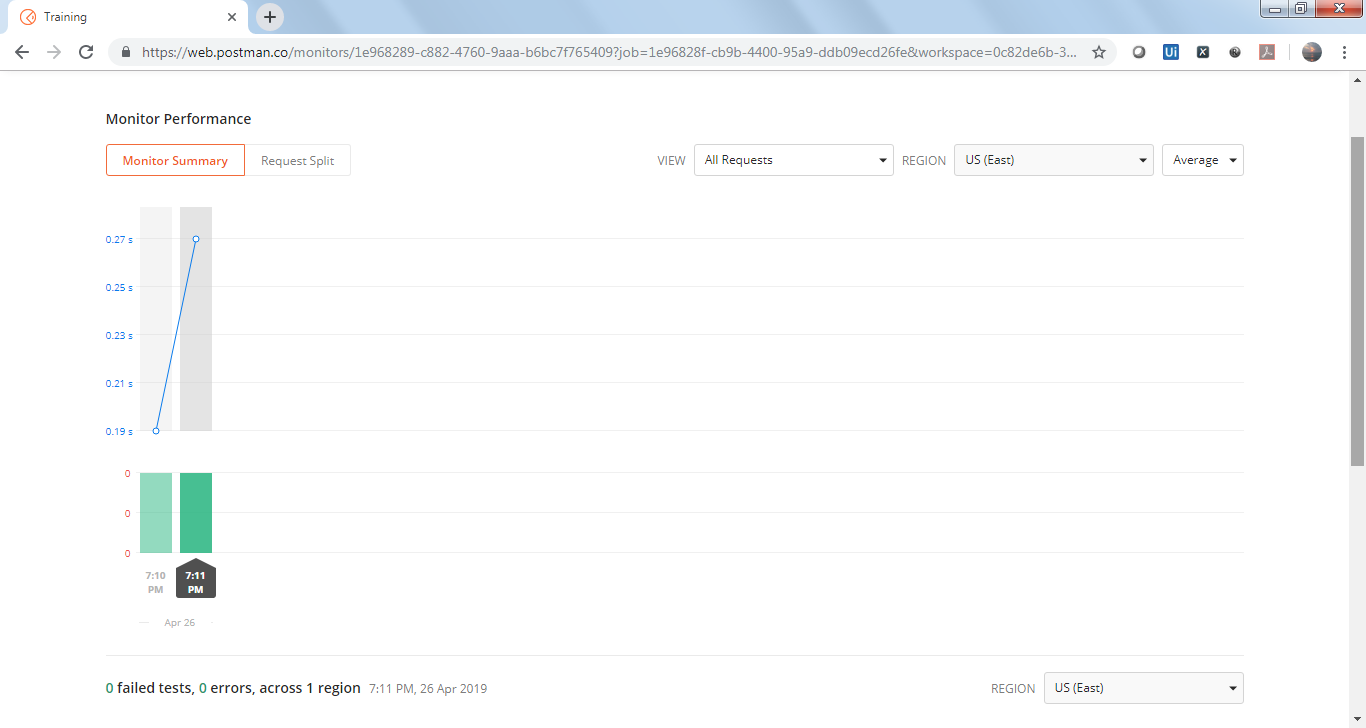 Training
https://web.postman.co/monitors/1e968289-c882-4760-9aaa-b6bc7f765409?job=1e96828f-cb9b-4400-95a9-ddb09ecd26fe&workspace=0c82de6b-3...
Ui
X
Monitor Performance
Monitor Summary Request Split VIEW All Requests REGION US (East) Average
0.27 s
0.25 s
0.23 s
0.21 s
0.19 s
0
0
0
7:10 PM 7:11 PM
Apr 26
0 failed tests, 0 errors, across 1 region 7:11 PM, 26 Apr 2019 REGION US (East)